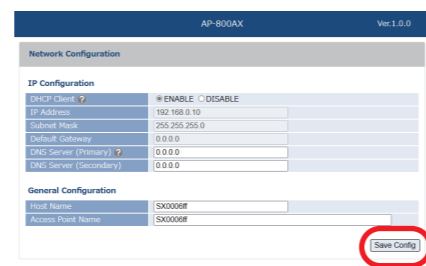 AP-800AX Ver.1.0.0
Network Configuration
IP Configuration
DHCP Client ? ENABLE DISABLE
IP Address 192.168.0.10
Subnet Mask 255.255.255.0
Default Gateway 0.0.0.0
DNS Server (Primary) ? 0.0.0.0
DNS Server (Secondary) 0.0.0.0
General Configuration
Host Name SX0006ff
Access Point Name SX0006ff
Save Config